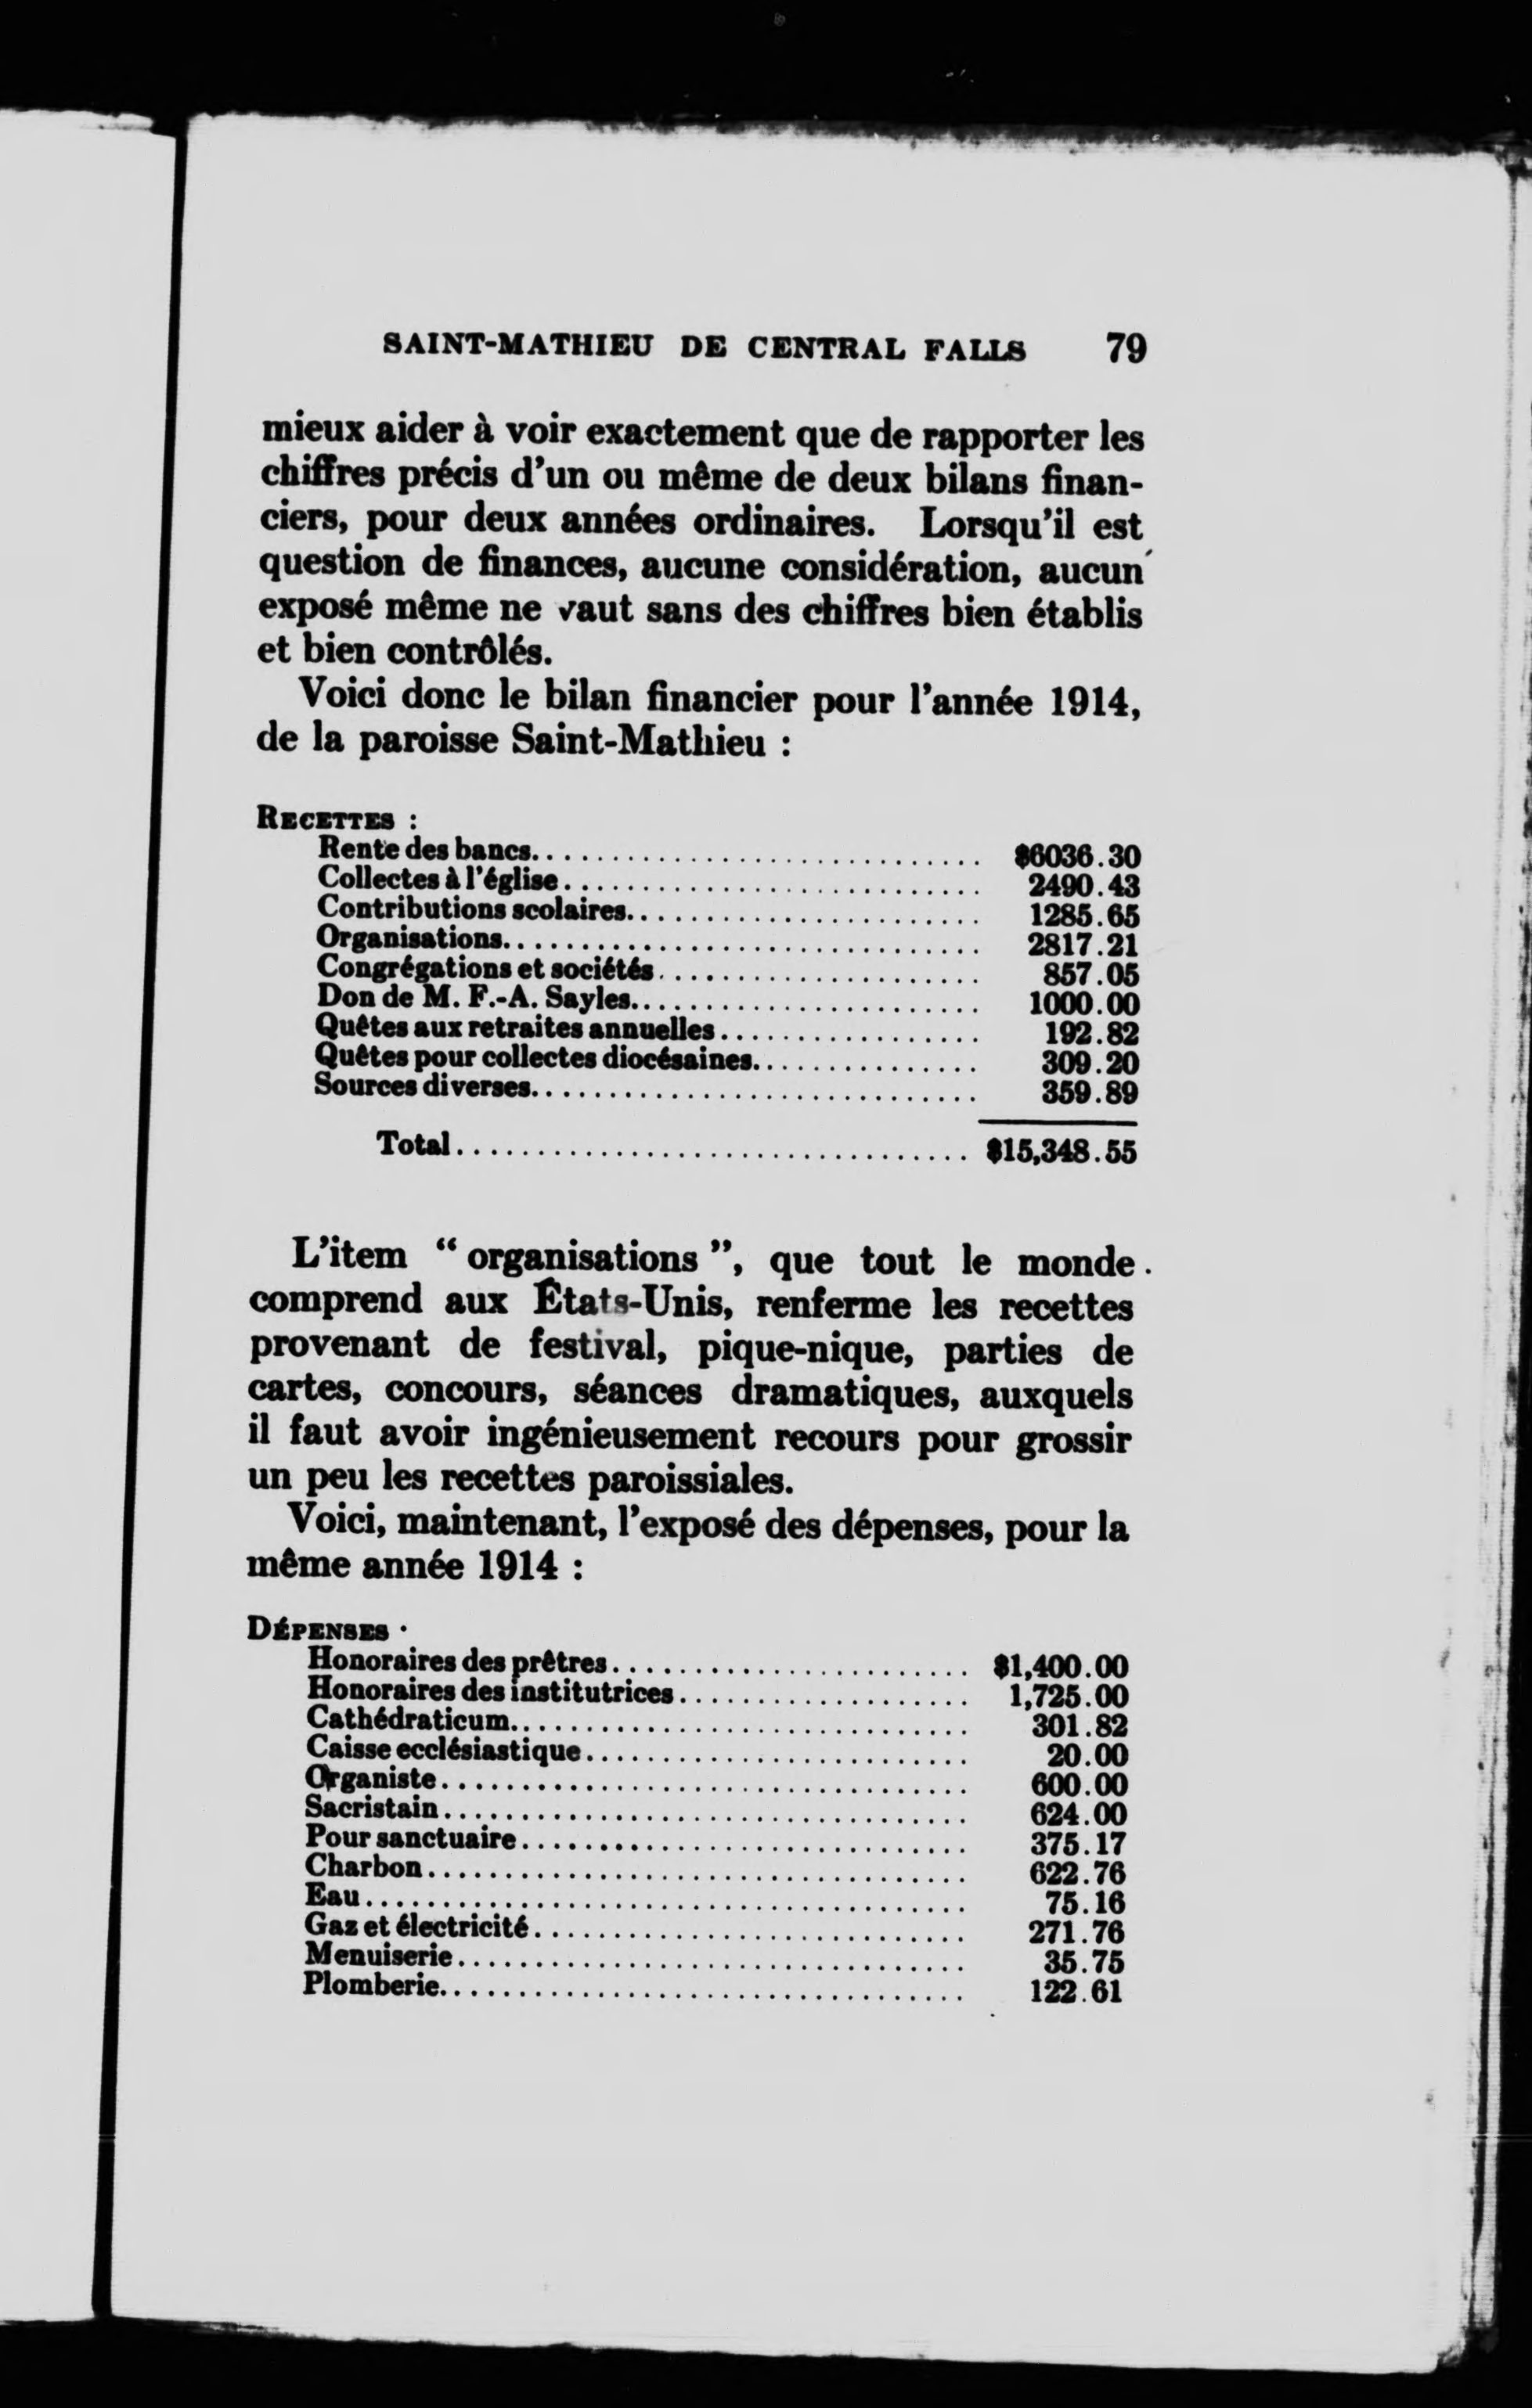 SAINT-MATHIEU DE CENTRAL FALLS 79
mieux aider à voir exactement que de rapporter les
chiffres précis d'un ou même de deux bilans finan-
ciers, pour deux années ordinaires. Lorsqu'il est
question de finances, aucune considération, aucun
exposé même ne vaut sans des chiffres bien établis
et bien contrôlés.
Voici donc le bilan financier pour l'année 1914,
de la paroisse Saint-Mathieu :
RECETTES :
Rente des bancs.............................. $6036.30
Collectes à l'église........................... 2490.43
Contributions scolaires....................... 1285.65
Organisations............................... 2817.21
Congrégations et sociétés..................... 857.05
Don de M. F.-A. Sayles....................... 1000.00
Quêtes aux retraites annuelles................. 192.82
Quêtes pour collectes diocésaines............... 309.20
Sources diverses............................. 359.89
Total................................. $15,348.55
L'item “ organisations ”, que tout le monde
comprend aux États-Unis, renferme les recettes
provenant de festival, pique-nique, parties de
cartes, concours, séances dramatiques, auxquels
il faut avoir ingénieusement recours pour grossir
un peu les recettes paroissiales.
Voici, maintenant, l'exposé des dépenses, pour la
même année 1914 :
DÉPENSES :
Honoraires des prêtres....................... $1,400.00
Honoraires des institutrices................... 1,725.00
Cathédraticum.............................. 301.82
Caisse ecclésiastique......................... 20.00
Organiste.................................. 600.00
Sacristain.................................. 624.00
Pour sanctuaire............................. 375.17
Charbon................................... 622.76
Eau....................................... 75.16
Gaz et électricité............................ 271.76
Menuiserie................................. 35.75
Plomberie.................................. 122.61